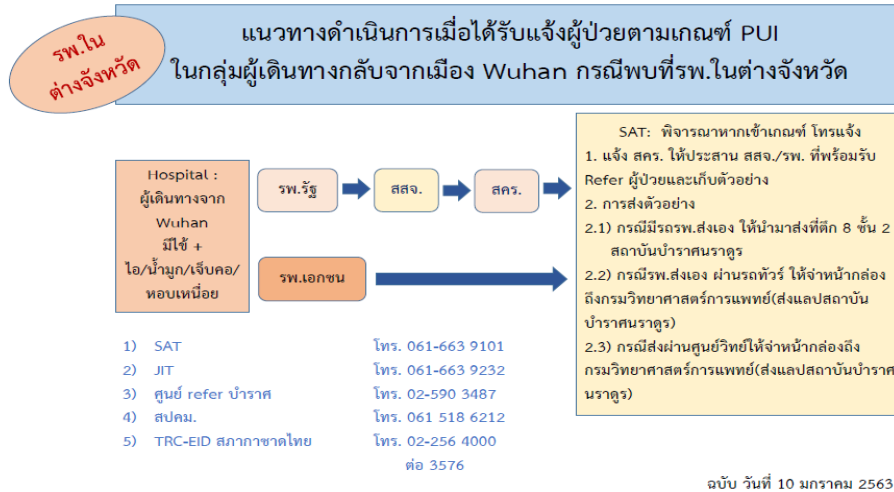 รพ.ใน
ต่างจังหวัด
แนวทางดำเนินการเมื่อได้รับแจ้งผู้ป่วยตามเกณฑ์ PUI
ในกลุ่มผู้เดินทางกลับจากเมือง Wuhan กรณีพบที่รพ.ในต่างจังหวัด
Hospital :
ผู้เดินทางจาก
Wuhan
มีไข้ +
ไอ/น้ำมูก/เจ็บคอ/
หอบเหนื่อย
รพ.รัฐ
สสจ.
สคร.
รพ.เอกชน
SAT: พิจารณาหากเข้าเกณฑ์ โทรแจ้ง
1. แจ้ง สคร. ให้ประสาน สสจ./รพ. ที่พร้อมรับ
Refer ผู้ป่วยและเก็บตัวอย่าง
2. การส่งตัวอย่าง
2.1) กรณีมีรถรพ.ส่งเอง ให้นำมาส่งที่ตึก 8 ชั้น 2
สถาบันบำราศนราดูร
2.2) กรณีรพ.ส่งเอง ผ่านรถทัวร์ ให้จ่าหน้ากล่อง
ถึงกรมวิทยาศาสตร์การแพทย์(ส่งแลปสถาบัน
บำราศนราดูร)
2.3) กรณีส่งผ่านศูนย์วิทย์ให้จ่าหน้ากล่องถึง
กรมวิทยาศาสตร์การแพทย์(ส่งแลปสถาบันบำราศ
นราดูร)
1) SAT โทร. 061-663 9101
2) JIT โทร. 061-663 9232
3) ศูนย์ refer บำราศ โทร. 02-590 3487
4) สปคม. โทร. 061 518 6212
5) TRC-EID สภากาชาดไทย โทร. 02-256 4000
ต่อ 3576
ฉบับ วันที่ 10 มกราคม 2563